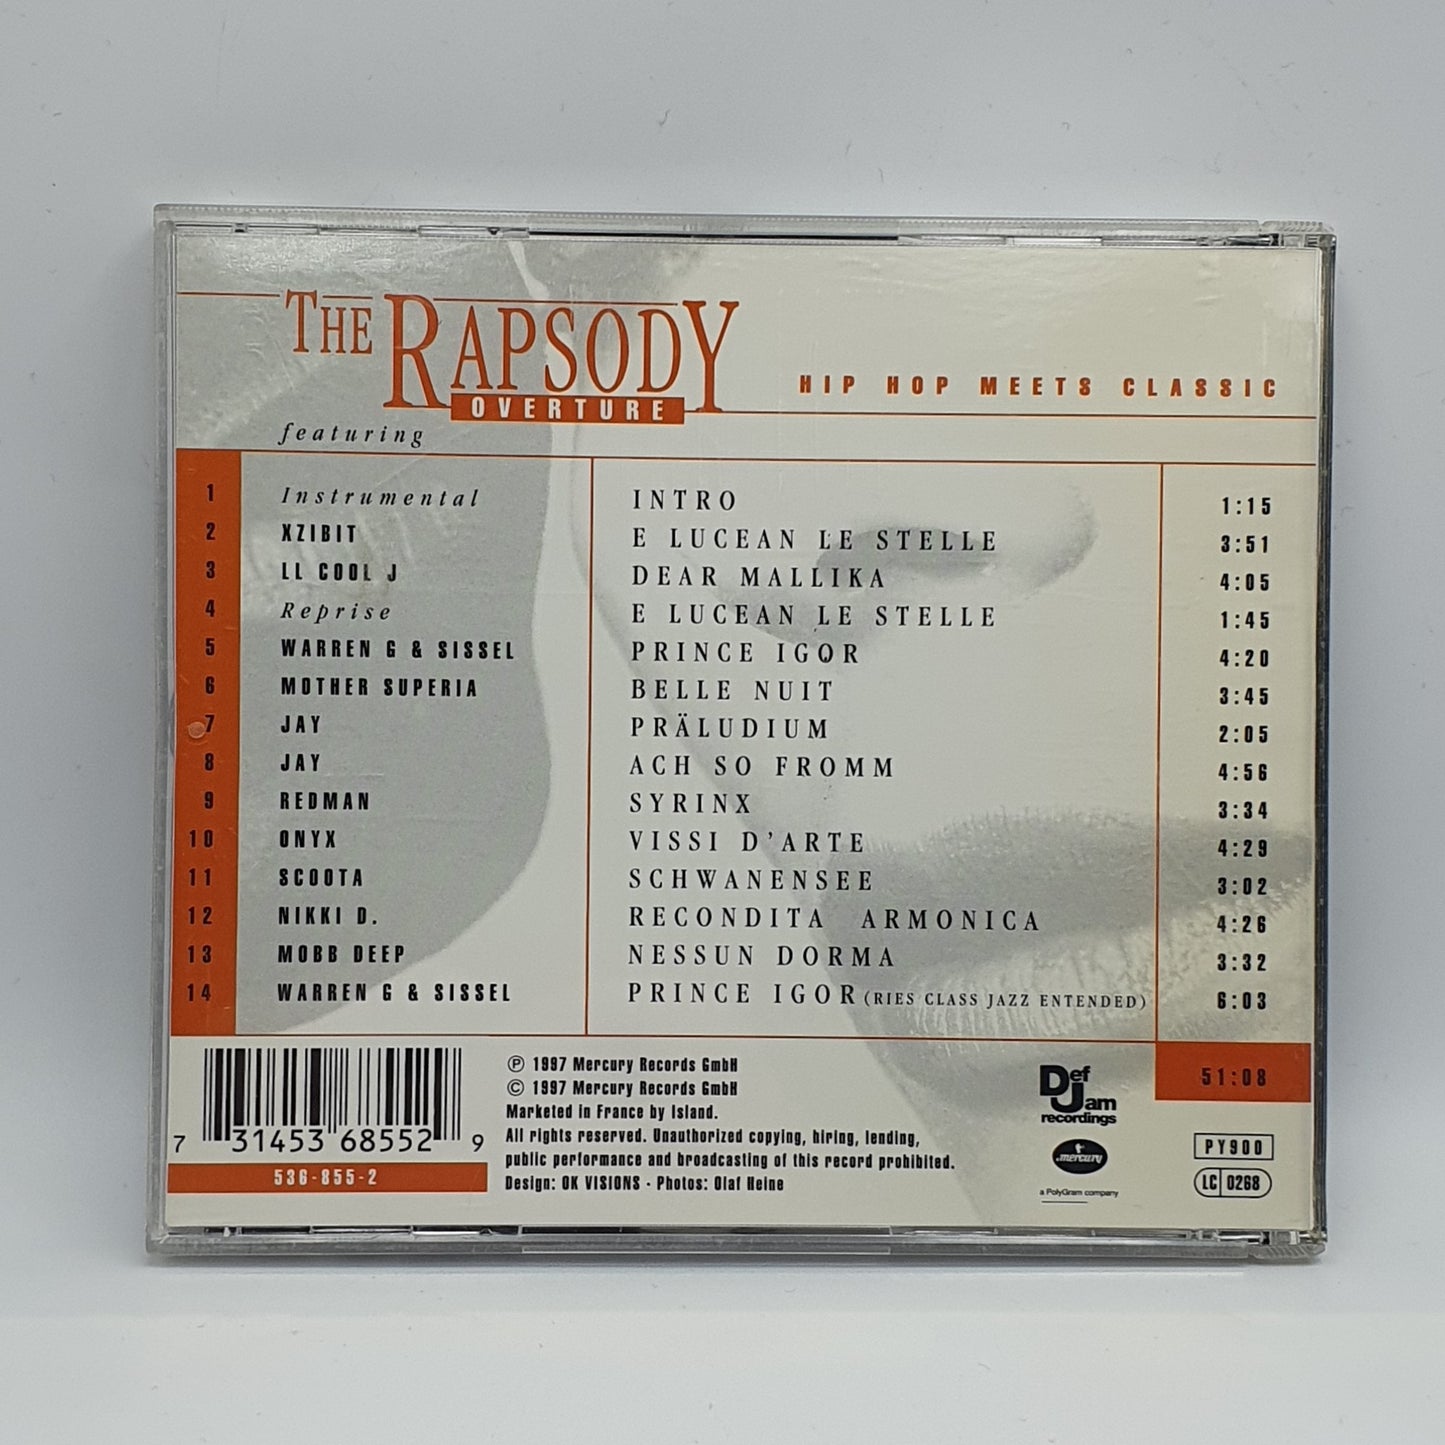 THE RAPSODY
OVERTURE
HIP HOP MEETS CLASSIC
featuring
1 Instrumental INTRO 1:15
2 XZIBIT E LUCEAN LE STELLE 3:51
3 LL COOL J DEAR MALLIKA 4:05
4 Reprise E LUCEAN LE STELLE 1:45
5 WARREN G & SISSEL PRINCE IGOR 4:20
6 MOTHER SUPERIA BELLE NUIT 3:45
7 JAY PRÄLUDIUM 2:05
8 JAY ACH SO FROMM 4:56
9 REDMAN SYRINX 3:34
10 ONYX VISSI D'ARTE 4:29
11 SCOOTA SCHWANENSEE 3:02
12 NIKKI D. RECONDITA ARMONICA 4:26
13 MOBB DEEP NESSUN DORMA 3:32
14 WARREN G & SISSEL PRINCE IGOR (RIES CLASS JAZZ ENTENDED) 6:03
51:08
7 31453 68552 9
536-855-2
Ⓟ 1997 Mercury Records GmbH
© 1997 Mercury Records GmbH
Marketed in France by Island.
All rights reserved. Unauthorized copying, hiring, lending,
public performance and broadcasting of this record prohibited.
Design: OK VISIONS · Photos: Olaf Heine
Def
Jam
recordings
mercury
a PolyGram company
PY900
LC 0268